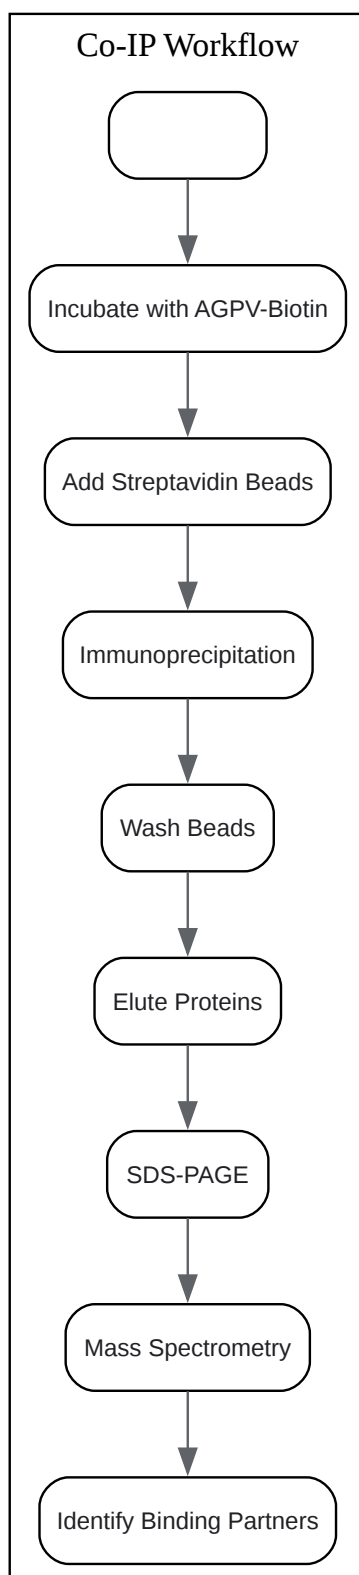 Co-IP Workflow
Incubate with AGPV-Biotin
Add Streptavidin Beads
Immunoprecipitation
Wash Beads
Elute Proteins
SDS-PAGE
Mass Spectrometry
Identify Binding Partners